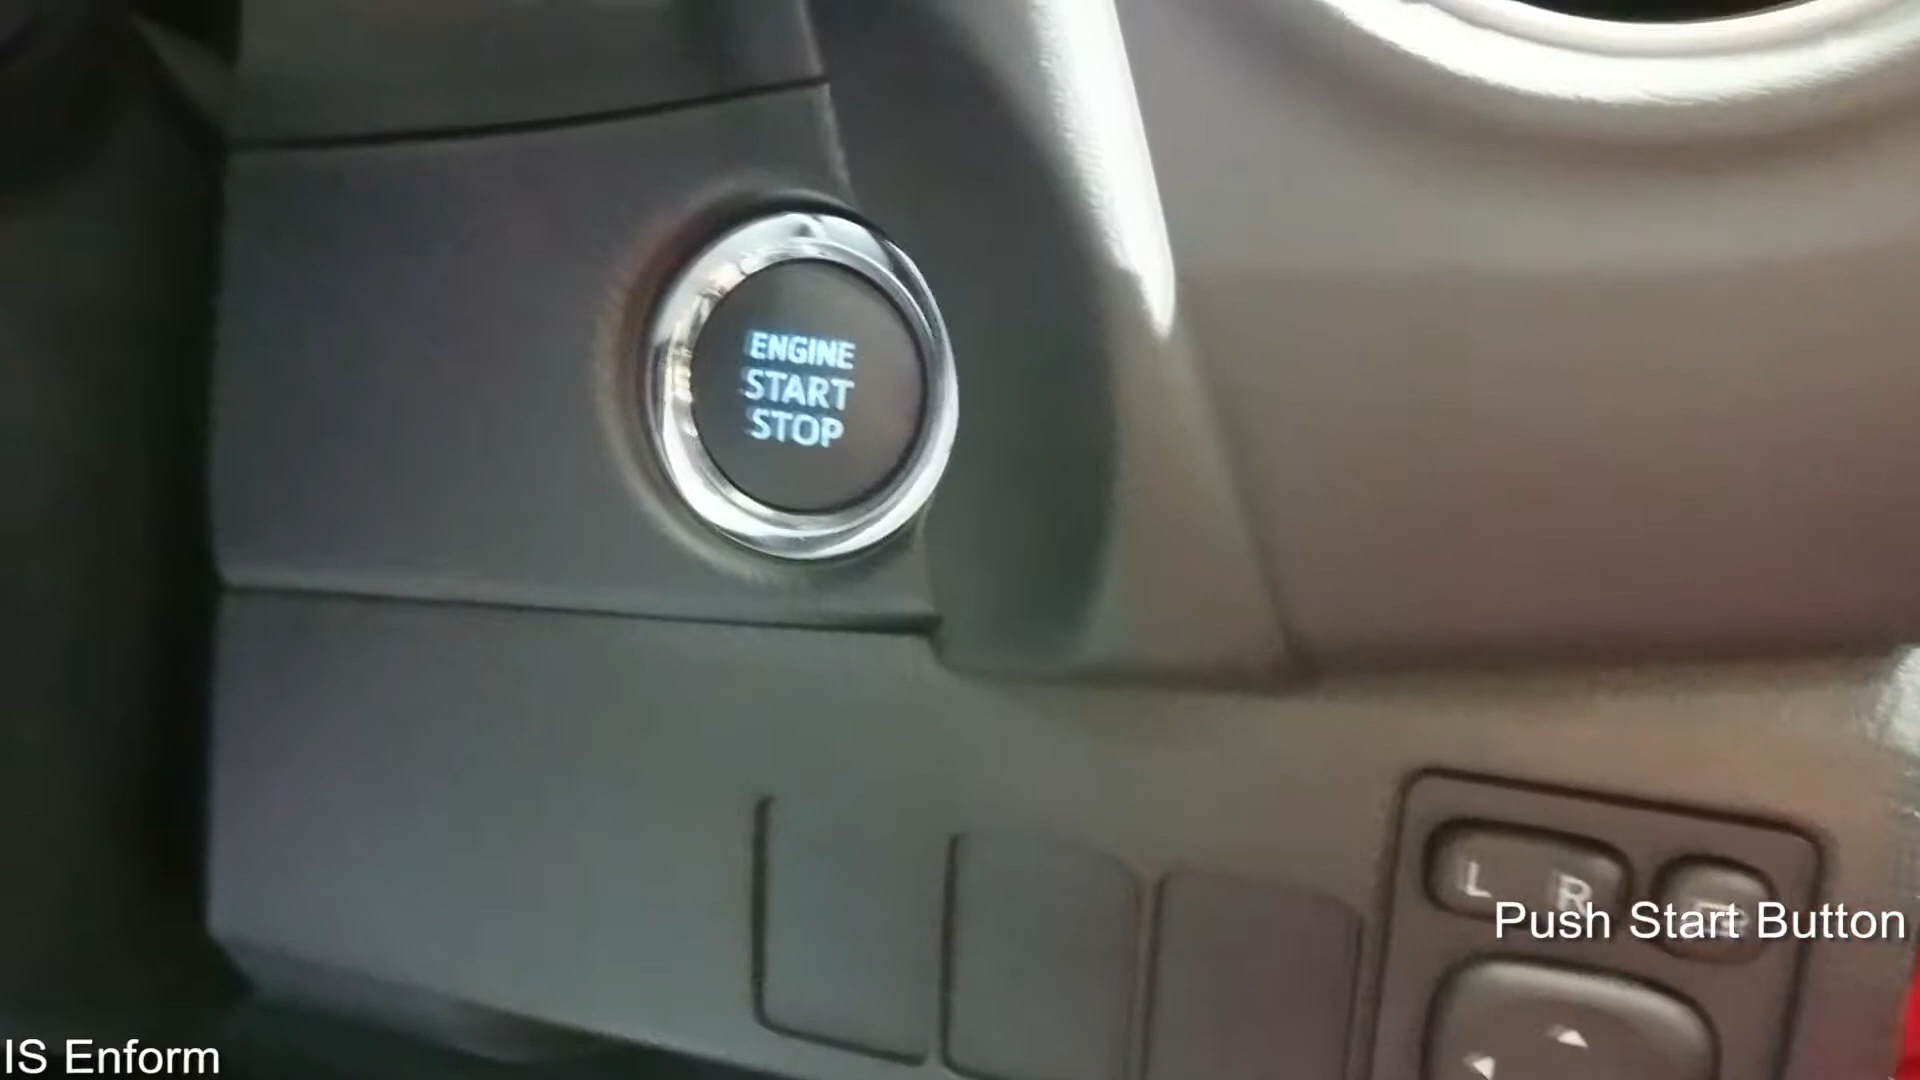 ENGINE
START
STOP
L R
Push Start Button
IS Enform